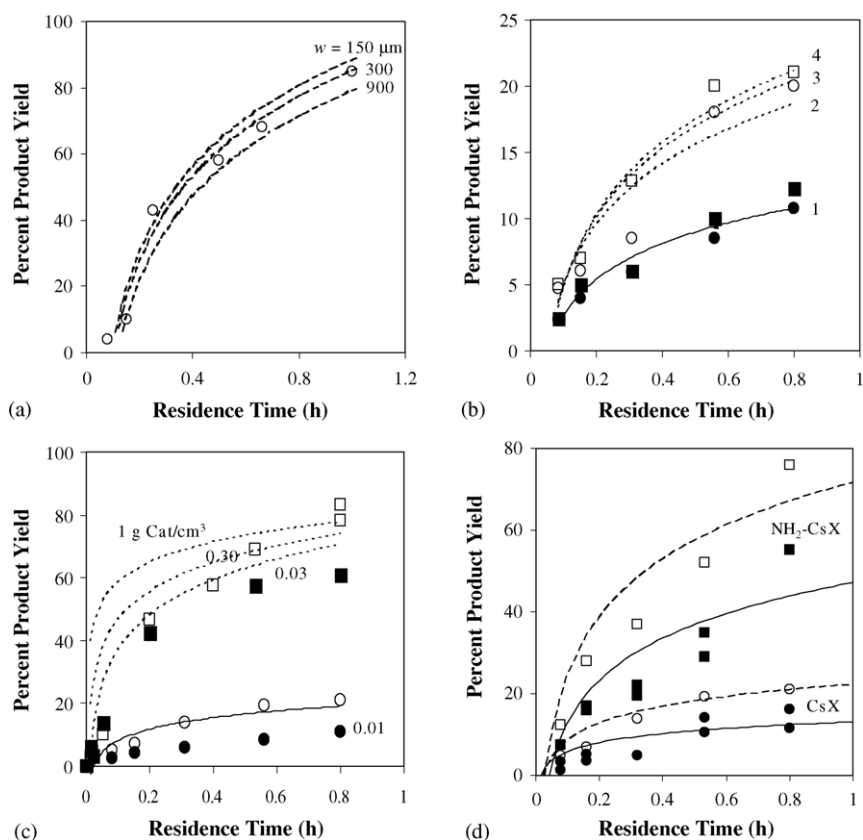 100
80
60
40
20
0
Percent Product Yield
w = 150 μm
300
900
0 0.4 0.8 1.2
Residence Time (h)
(a)
25
20
15
10
5
0
Percent Product Yield
4
3
2
1
0 0.2 0.4 0.6 0.8 1
Residence Time (h)
(b)
100
80
60
40
20
0
Percent Product Yield
1 g Cat/cm³
0.30
0.03
0.01
0 0.2 0.4 0.6 0.8 1
Residence Time (h)
(c)
80
60
40
20
0
Percent Product Yield
NH₂-CsX
CsX
0 0.2 0.4 0.6 0.8 1
Residence Time (h)
(d)